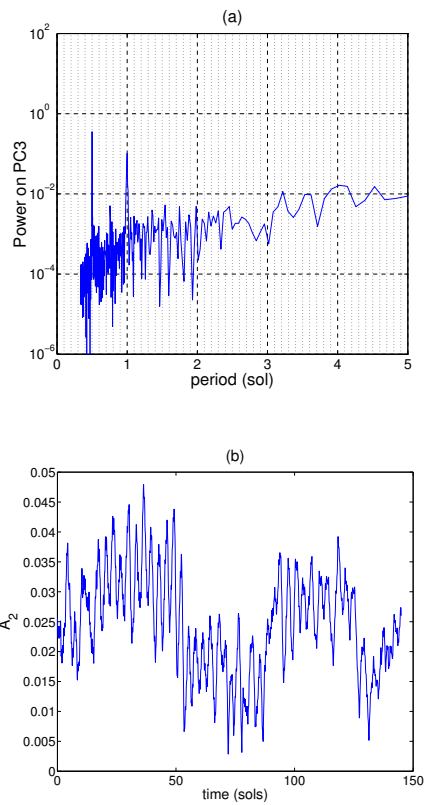 (a)
Power on PC3
10^2
10^0
10^−2
10^−4
10^−6
0 1 2 3 4 5
period (sol)
(b)
A_2
0.05
0.045
0.04
0.035
0.03
0.025
0.02
0.015
0.01
0.005
0
0 50 100 150
time (sols)